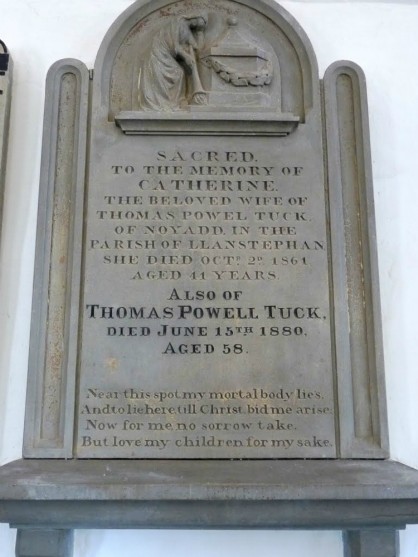 SACRED.
TO THE MEMORY OF
CATHERINE.
THE BELOVED WIFE OF
THOMAS POWEL TUCK.
OF NOYADD. IN THE
PARISH OF LLANSTEPHAN
SHE DIED OCTR. 2D. 1861
AGED 41 YEARS.
ALSO OF
THOMAS POWELL TUCK,
DIED JUNE 15TH 1880.
AGED 58.
Near this spot my mortal body lies.
And to lie here till Christ bid me arise.
Now for me no sorrow take.
But love my children for my sake.